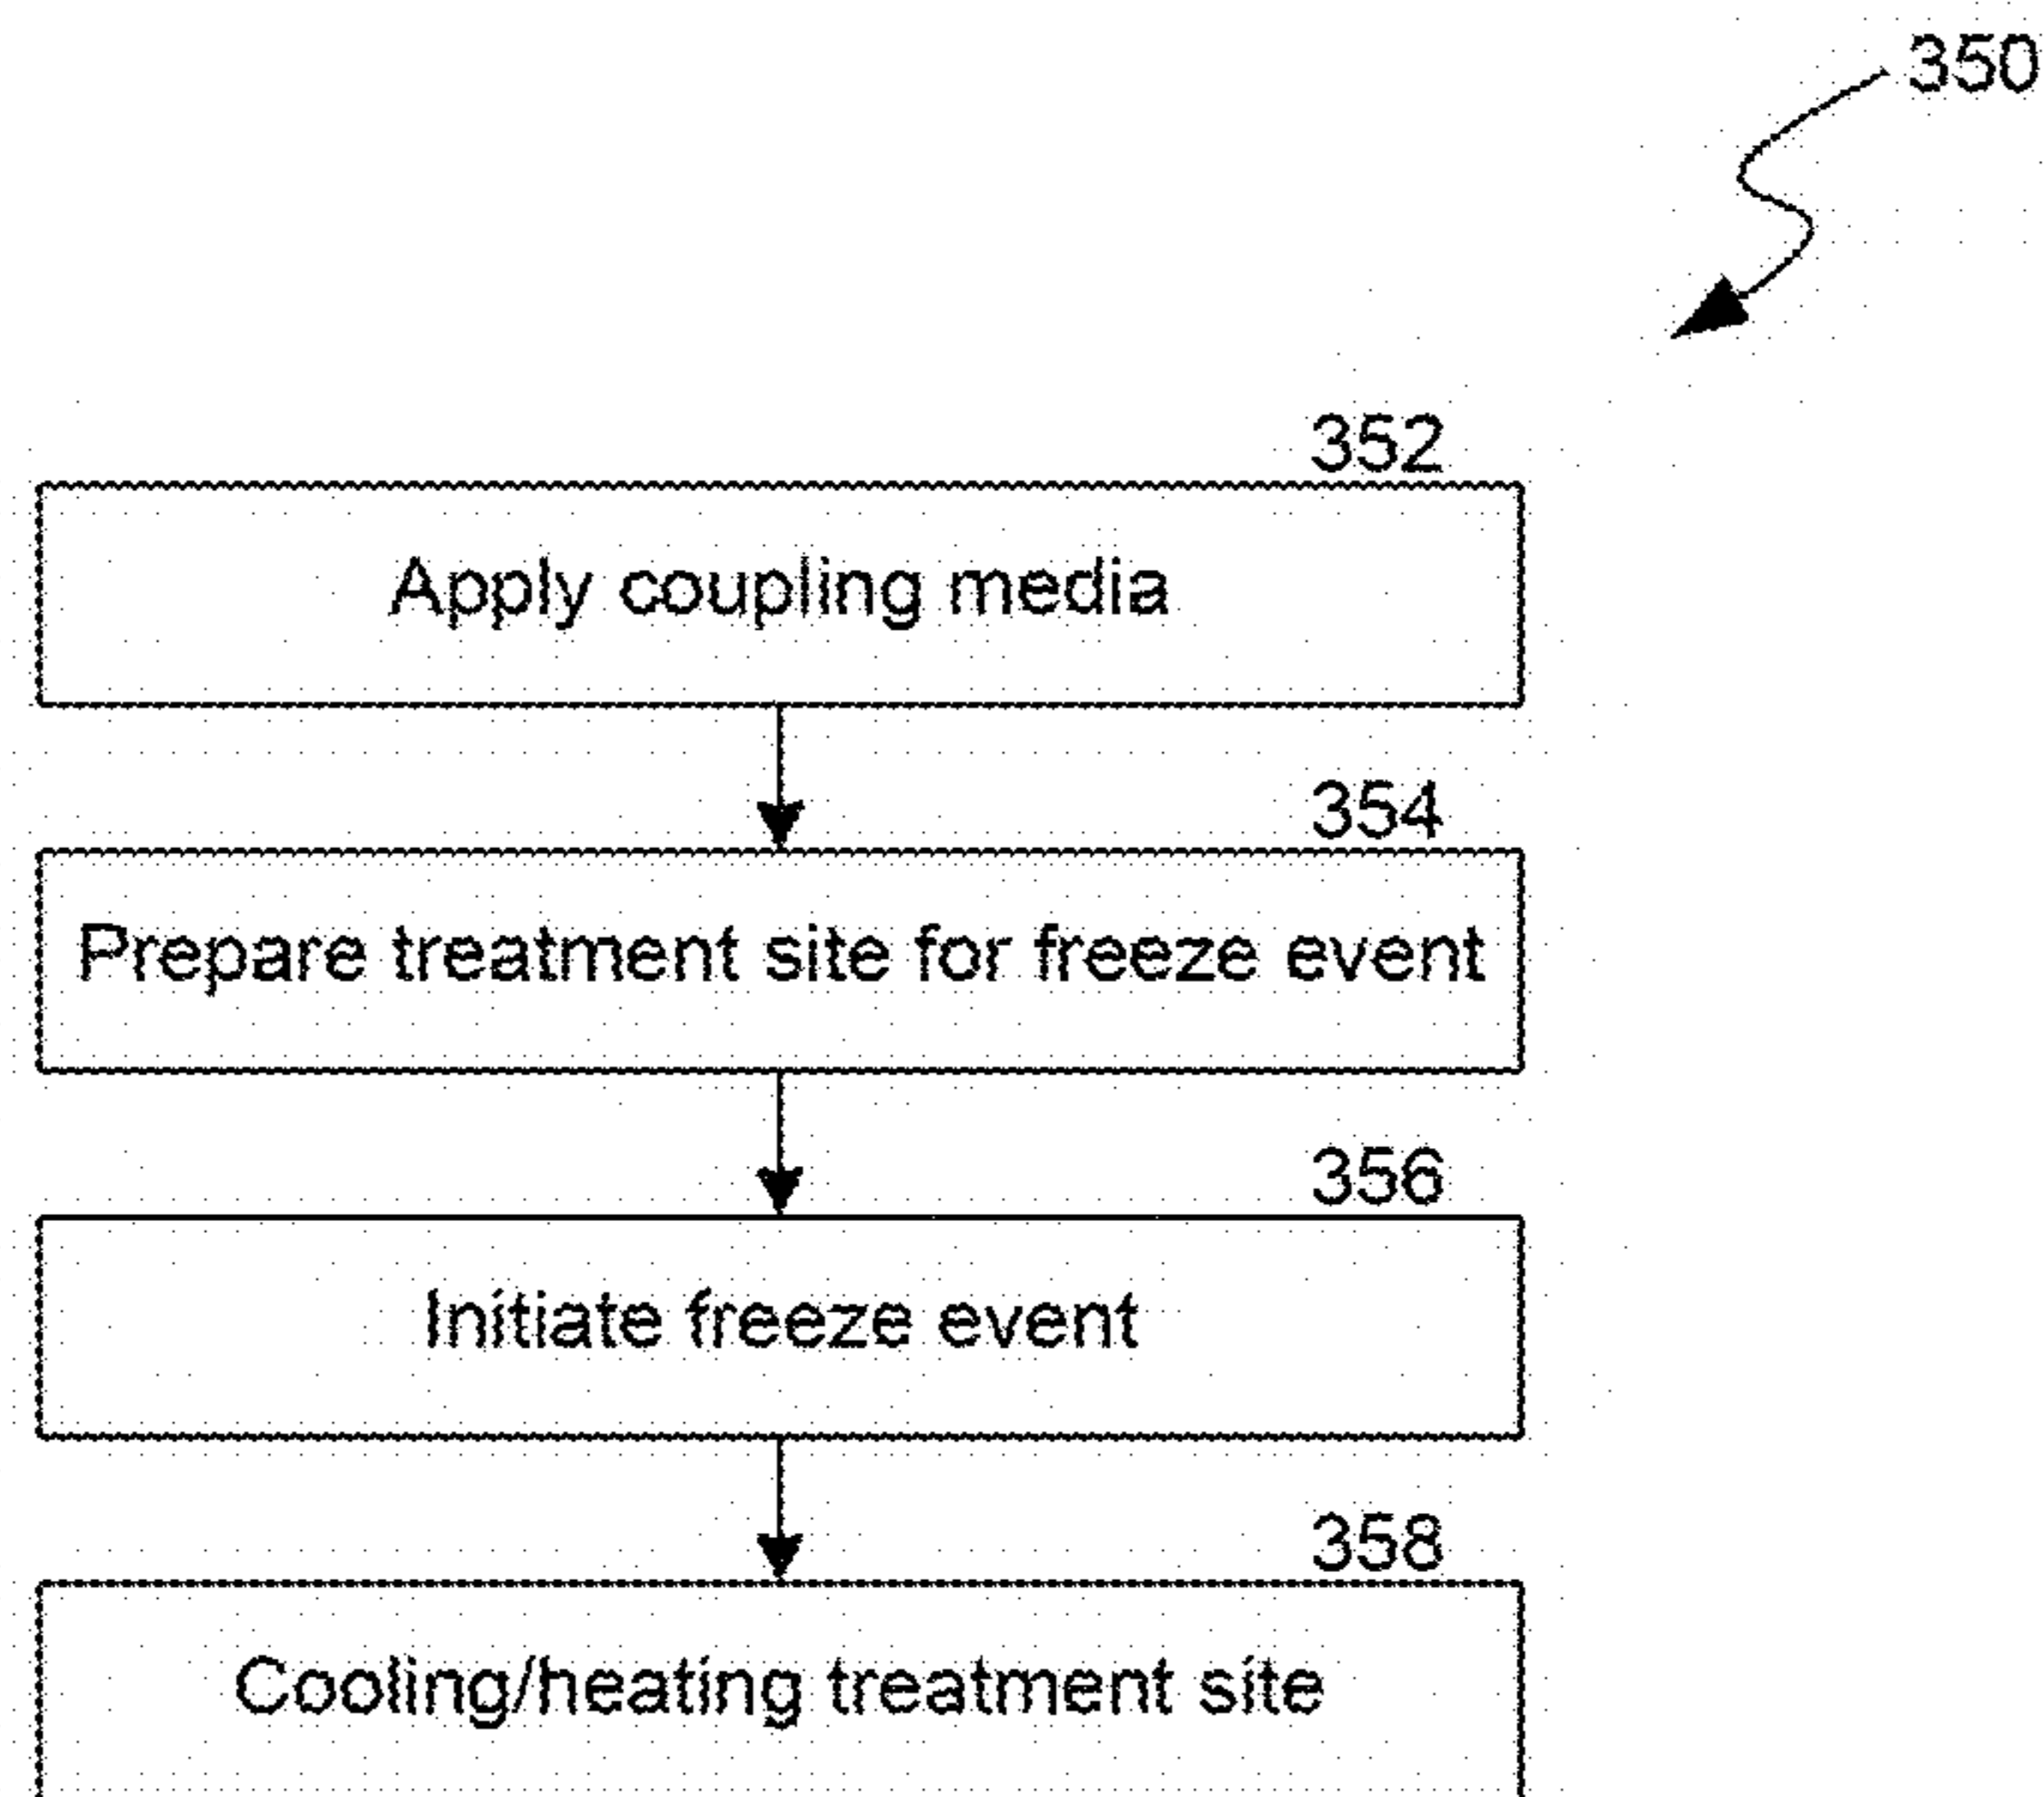 350
352
Apply coupling media
354
Prepare treatment site for freeze event
356
Initiate freeze event
358
Cooling/heating treatment site